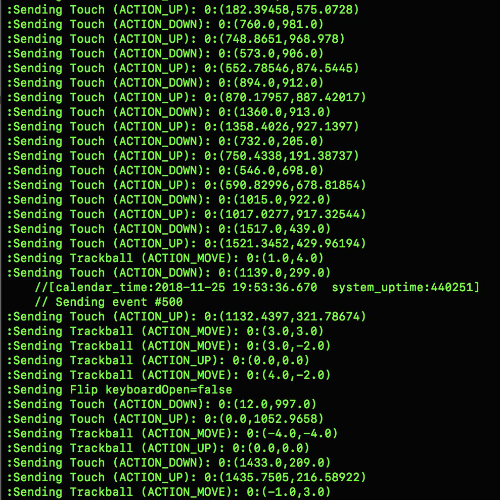 :Sending Touch (ACTION_UP): 0:(182.39458,575.0728)
:Sending Touch (ACTION_DOWN): 0:(760.0,981.0)
:Sending Touch (ACTION_UP): 0:(748.8651,968.978)
:Sending Touch (ACTION_DOWN): 0:(573.0,906.0)
:Sending Touch (ACTION_UP): 0:(552.78546,874.5445)
:Sending Touch (ACTION_DOWN): 0:(894.0,912.0)
:Sending Touch (ACTION_UP): 0:(870.17957,887.42017)
:Sending Touch (ACTION_DOWN): 0:(1360.0,913.0)
:Sending Touch (ACTION_UP): 0:(1358.4026,927.1397)
:Sending Touch (ACTION_DOWN): 0:(732.0,205.0)
:Sending Touch (ACTION_UP): 0:(750.4338,191.38737)
:Sending Touch (ACTION_DOWN): 0:(546.0,698.0)
:Sending Touch (ACTION_UP): 0:(590.82996,678.81854)
:Sending Touch (ACTION_DOWN): 0:(1015.0,922.0)
:Sending Touch (ACTION_UP): 0:(1017.0277,917.32544)
:Sending Touch (ACTION_DOWN): 0:(1517.0,439.0)
:Sending Touch (ACTION_UP): 0:(1521.3452,429.96194)
:Sending Trackball (ACTION_MOVE): 0:(1.0,4.0)
:Sending Touch (ACTION_DOWN): 0:(1139.0,299.0)
//[calendar_time:2018-11-25 19:53:36.670  system_uptime:440251]
// Sending event #500
:Sending Touch (ACTION_UP): 0:(1132.4397,321.78674)
:Sending Trackball (ACTION_MOVE): 0:(3.0,3.0)
:Sending Trackball (ACTION_MOVE): 0:(3.0,-2.0)
:Sending Trackball (ACTION_UP): 0:(0.0,0.0)
:Sending Trackball (ACTION_MOVE): 0:(4.0,-2.0)
:Sending Flip keyboardOpen=false
:Sending Touch (ACTION_DOWN): 0:(12.0,997.0)
:Sending Touch (ACTION_UP): 0:(0.0,1052.9658)
:Sending Trackball (ACTION_MOVE): 0:(-4.0,-4.0)
:Sending Trackball (ACTION_UP): 0:(0.0,0.0)
:Sending Touch (ACTION_DOWN): 0:(1433.0,209.0)
:Sending Touch (ACTION_UP): 0:(1435.7505,216.58922)
:Sending Trackball (ACTION_MOVE): 0:(-1.0,3.0)